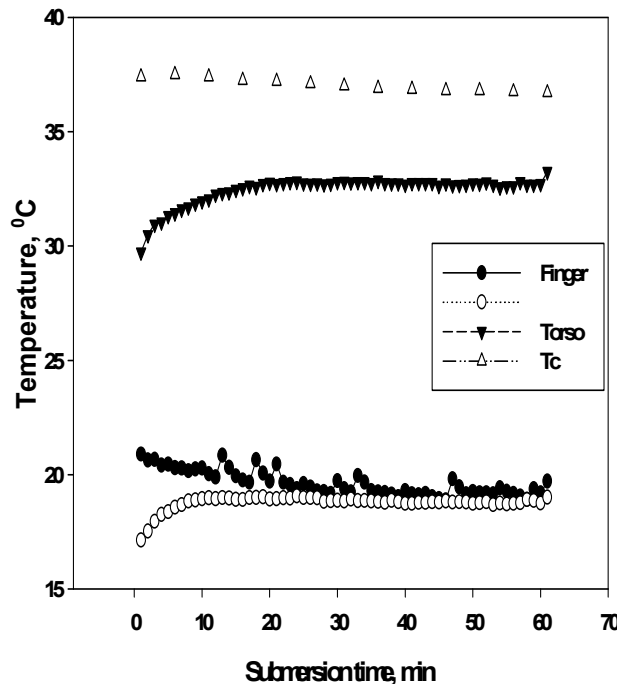 40
35
30
25
20
15
Temperature, ⁰C
Finger
Torso
Tc
0 10 20 30 40 50 60 70
Submersion time, min